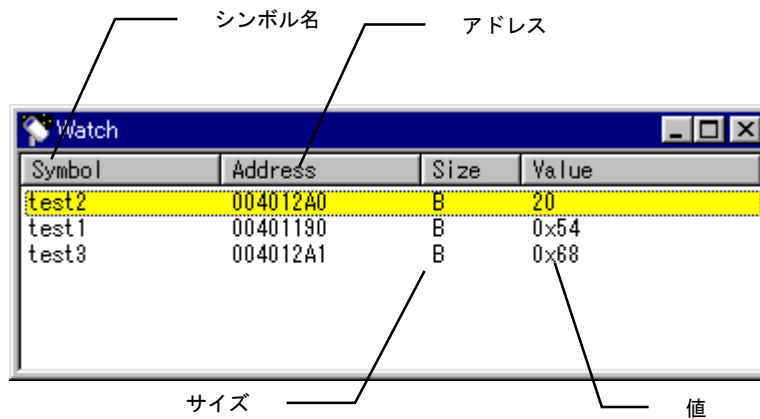 シンボル名 アドレス
Watch
Symbol Address Size Value
test2 004012A0 B 20
test1 00401190 B 0x54
test3 004012A1 B 0x68
サイズ 値